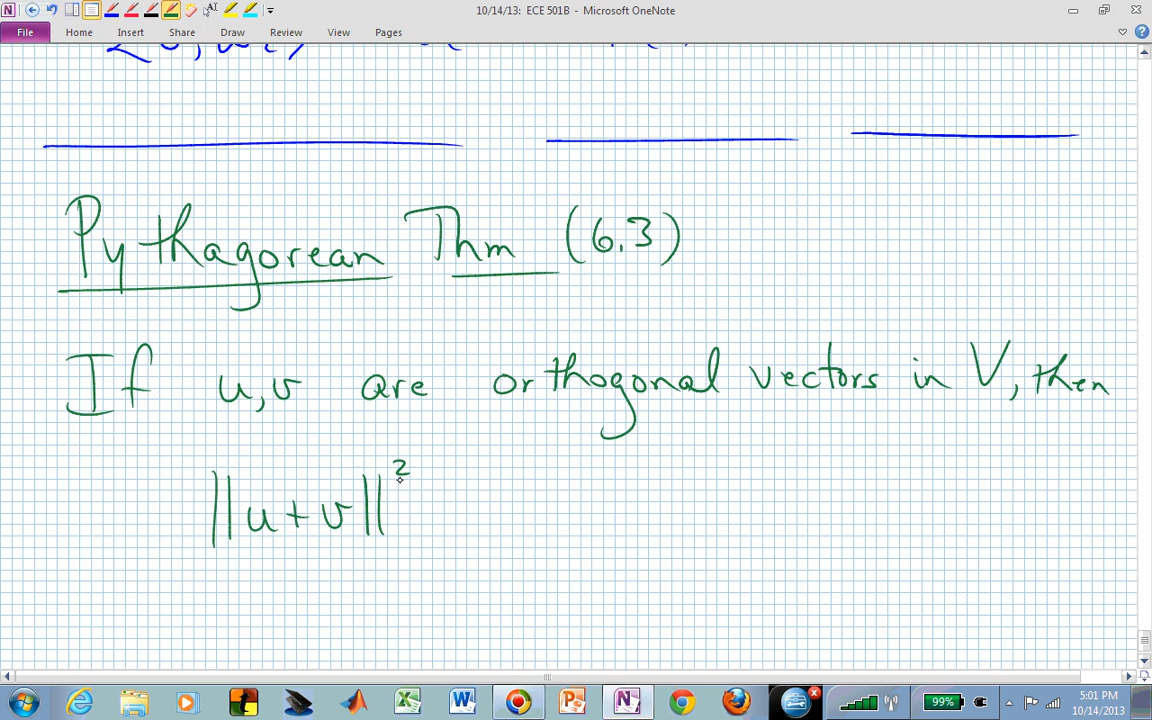 10/14/13: ECE 501B - Microsoft OneNote
File Home Insert Share Draw Review View Pages
Pythagorean Thm (6.3)
If u,v are orthogonal vectors in V, then
||u+v||²
99%
5:01 PM
10/14/2013